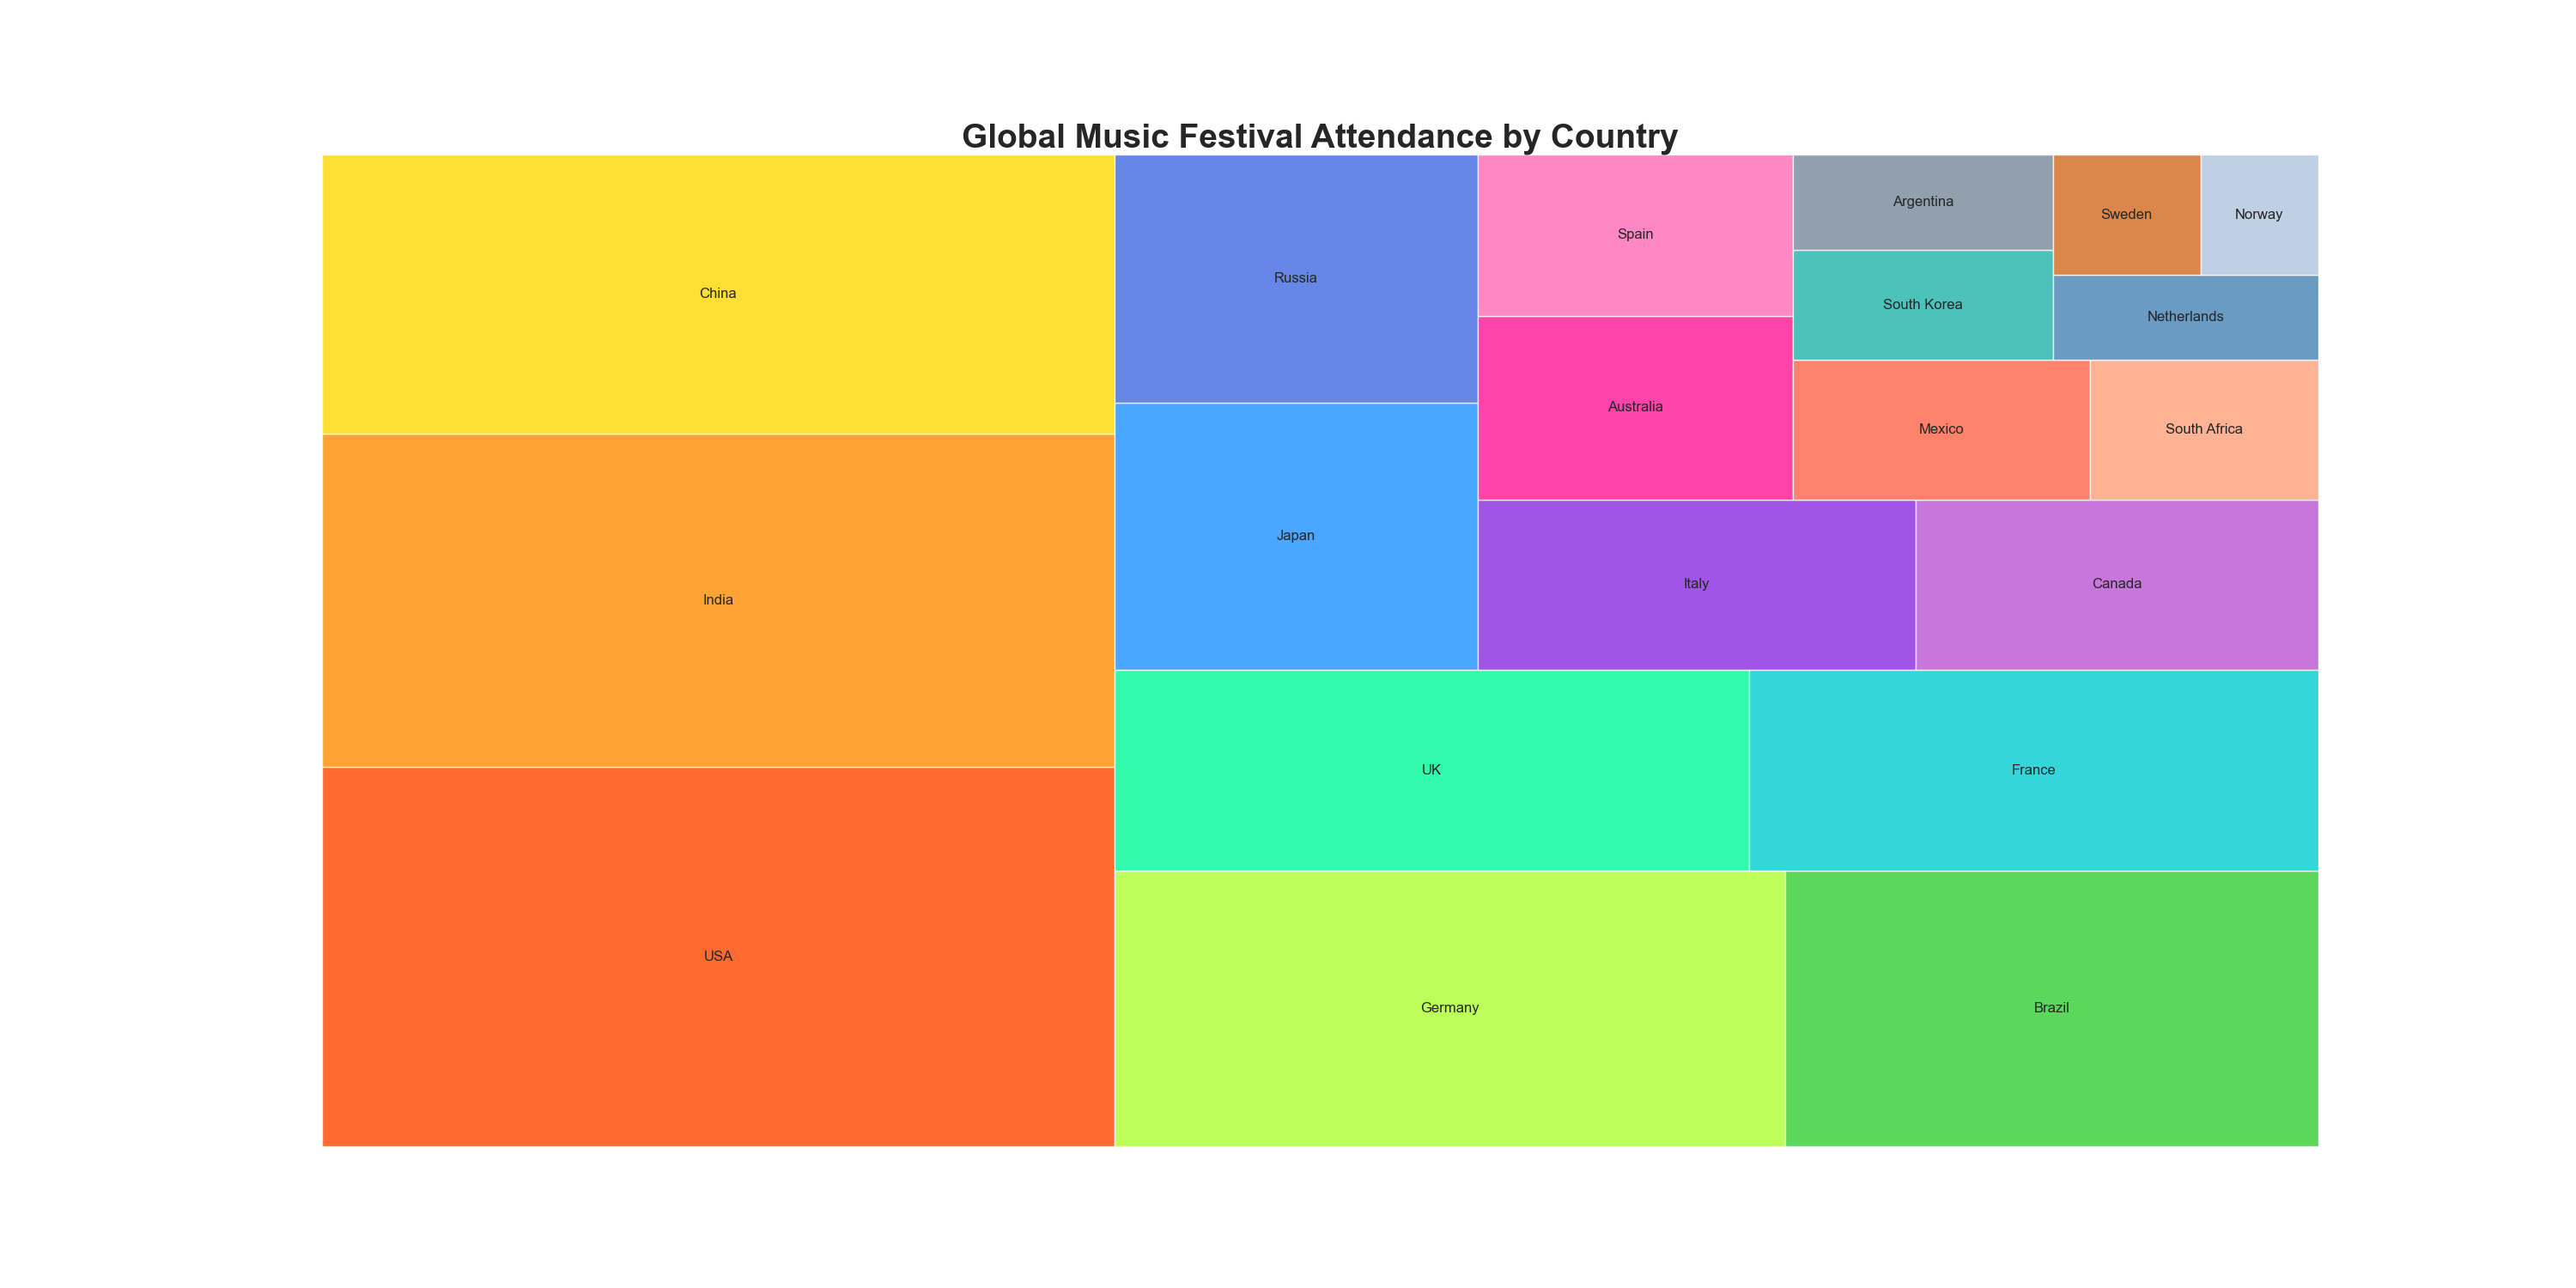 Global Music Festival Attendance by Country
China
India
USA
Russia
Japan
UK
France
Germany
Brazil
Spain
Australia
Italy
Canada
Argentina
South Korea
Mexico
South Africa
Sweden
Norway
Netherlands